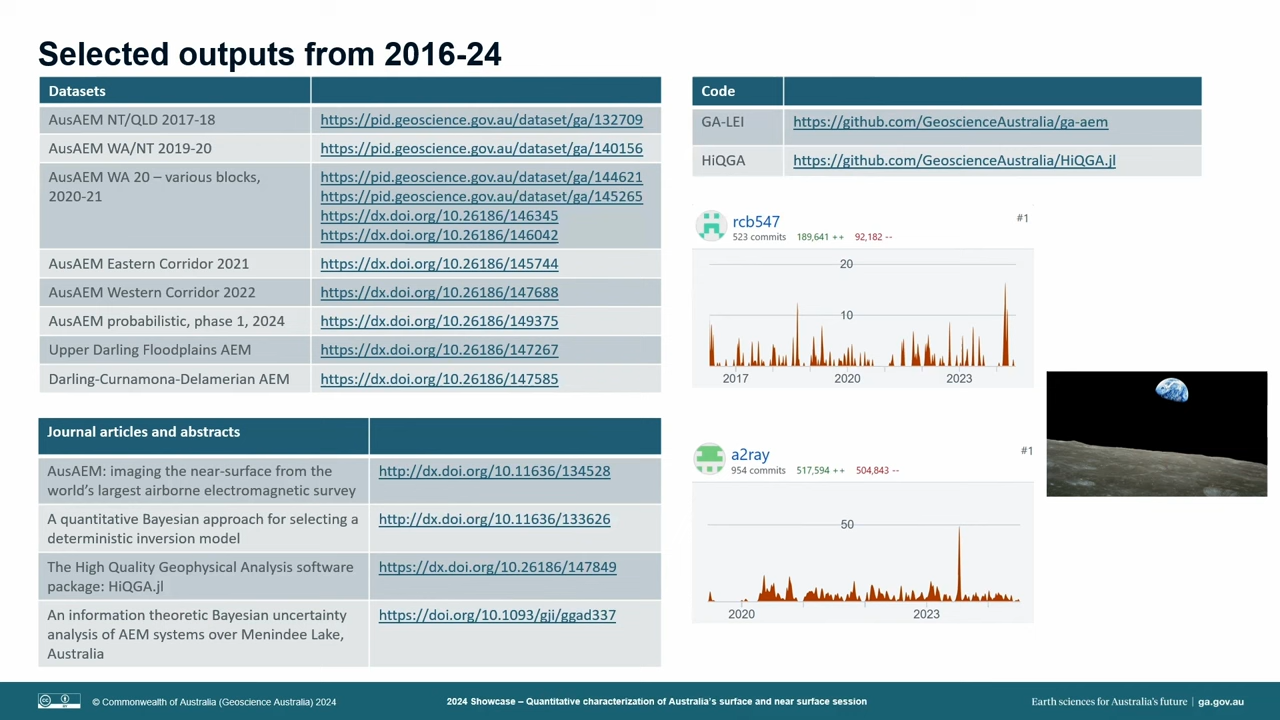 Selected outputs from 2016-24
Datasets
AusAEM NT/QLD 2017-18 https://pid.geoscience.gov.au/dataset/ga/132709
AusAEM WA/NT 2019-20 https://pid.geoscience.gov.au/dataset/ga/140156
AusAEM WA 20 – various blocks, https://pid.geoscience.gov.au/dataset/ga/144621
2020-21 https://pid.geoscience.gov.au/dataset/ga/145265
https://dx.doi.org/10.26186/146345
https://dx.doi.org/10.26186/146042
AusAEM Eastern Corridor 2021 https://dx.doi.org/10.26186/145744
AusAEM Western Corridor 2022 https://dx.doi.org/10.26186/147688
AusAEM probabilistic, phase 1, 2024 https://dx.doi.org/10.26186/149375
Upper Darling Floodplains AEM https://dx.doi.org/10.26186/147267
Darling-Curnamona-Delamerian AEM https://dx.doi.org/10.26186/147585
Journal articles and abstracts
AusAEM: imaging the near-surface from the http://dx.doi.org/10.11636/134528
world's largest airborne electromagnetic survey
A quantitative Bayesian approach for selecting a http://dx.doi.org/10.11636/133626
deterministic inversion model
The High Quality Geophysical Analysis software https://dx.doi.org/10.26186/147849
package: HiQGA.jl
An information theoretic Bayesian uncertainty https://doi.org/10.1093/gji/ggad337
analysis of AEM systems over Menindee Lake,
Australia
Code
GA-LEI https://github.com/GeoscienceAustralia/ga-aem
HiQGA https://github.com/GeoscienceAustralia/HiQGA.jl
rcb547 #1
523 commits 189,641 ++ 92,182 --
20
10
2017 2020 2023
a2ray #1
954 commits 517,594 ++ 504,843 --
50
2020 2023
© Commonwealth of Australia (Geoscience Australia) 2024
2024 Showcase – Quantitative characterization of Australia's surface and near surface session
Earth sciences for Australia's future | ga.gov.au